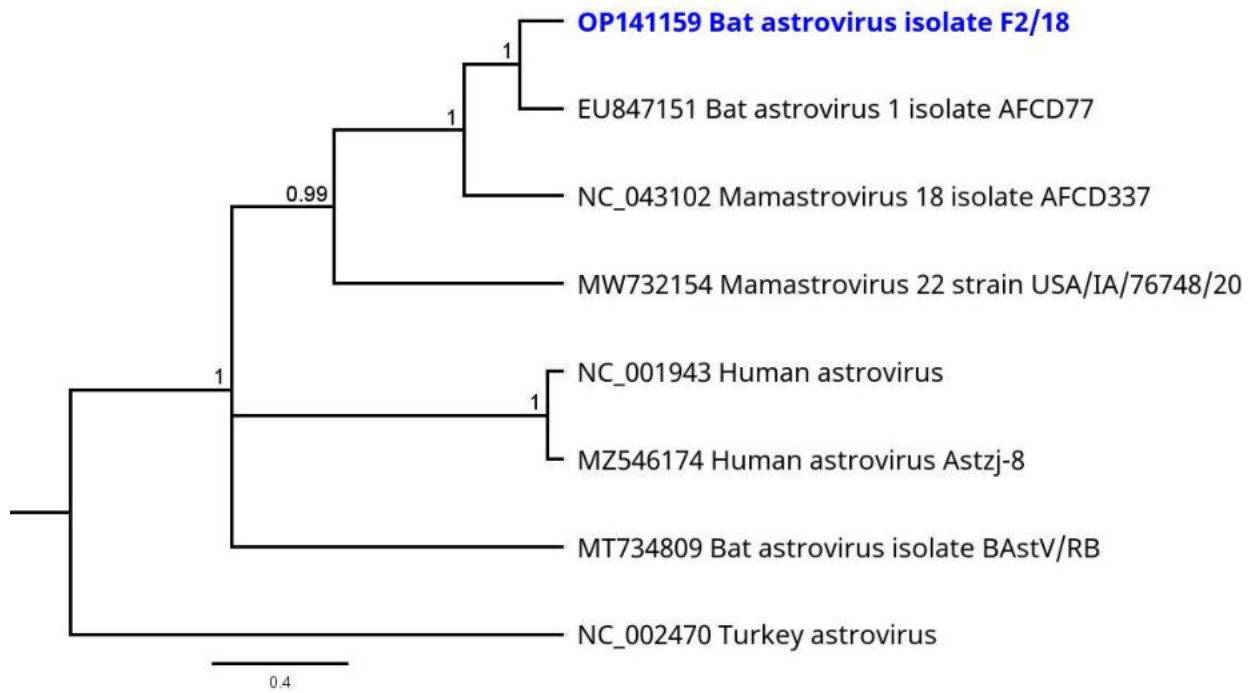 OP141159 Bat astrovirus isolate F2/18
1
EU847151 Bat astrovirus 1 isolate AFCD77
1
NC_043102 Mamastrovirus 18 isolate AFCD337
0.99
MW732154 Mamastrovirus 22 strain USA/IA/76748/20
1
NC_001943 Human astrovirus
1
MZ546174 Human astrovirus Astzj-8
MT734809 Bat astrovirus isolate BAstV/RB
NC_002470 Turkey astrovirus
0.4